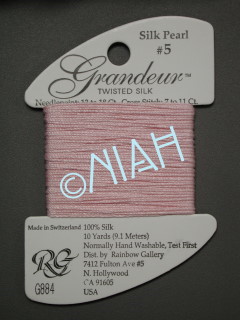 Silk Pearl
#5
Grandeur™
TWISTED SILK
Needlepoint: 12 to 18 Ct. Cross Stitch: 7 to 11 Ct.
©NIAH
Made in Switzerland
100% Silk
10 Yards (9.1 Meters)
Normally Hand Washable, Test First
RG
Dist. by Rainbow Gallery
7412 Fulton Ave #5
G884
N. Hollywood
CA 91605
USA